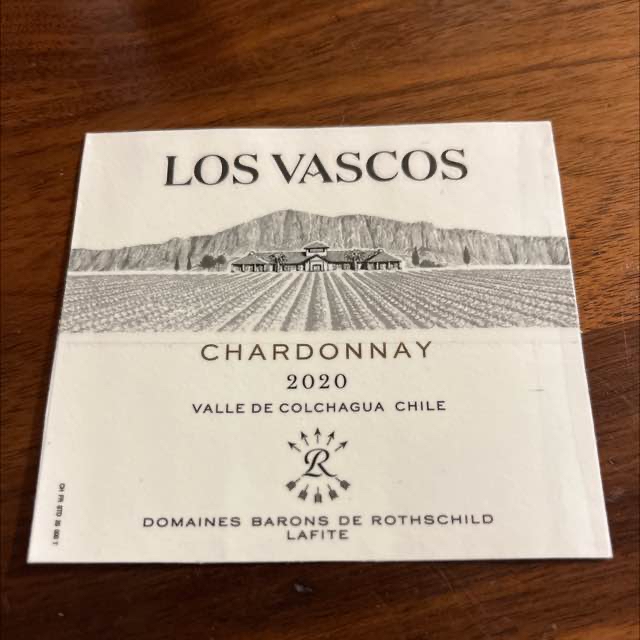 LOS VASCOS
CHARDONNAY
2020
VALLE DE COLCHAGUA CHILE
R
DOMAINES BARONS DE ROTHSCHILD
LAFITE